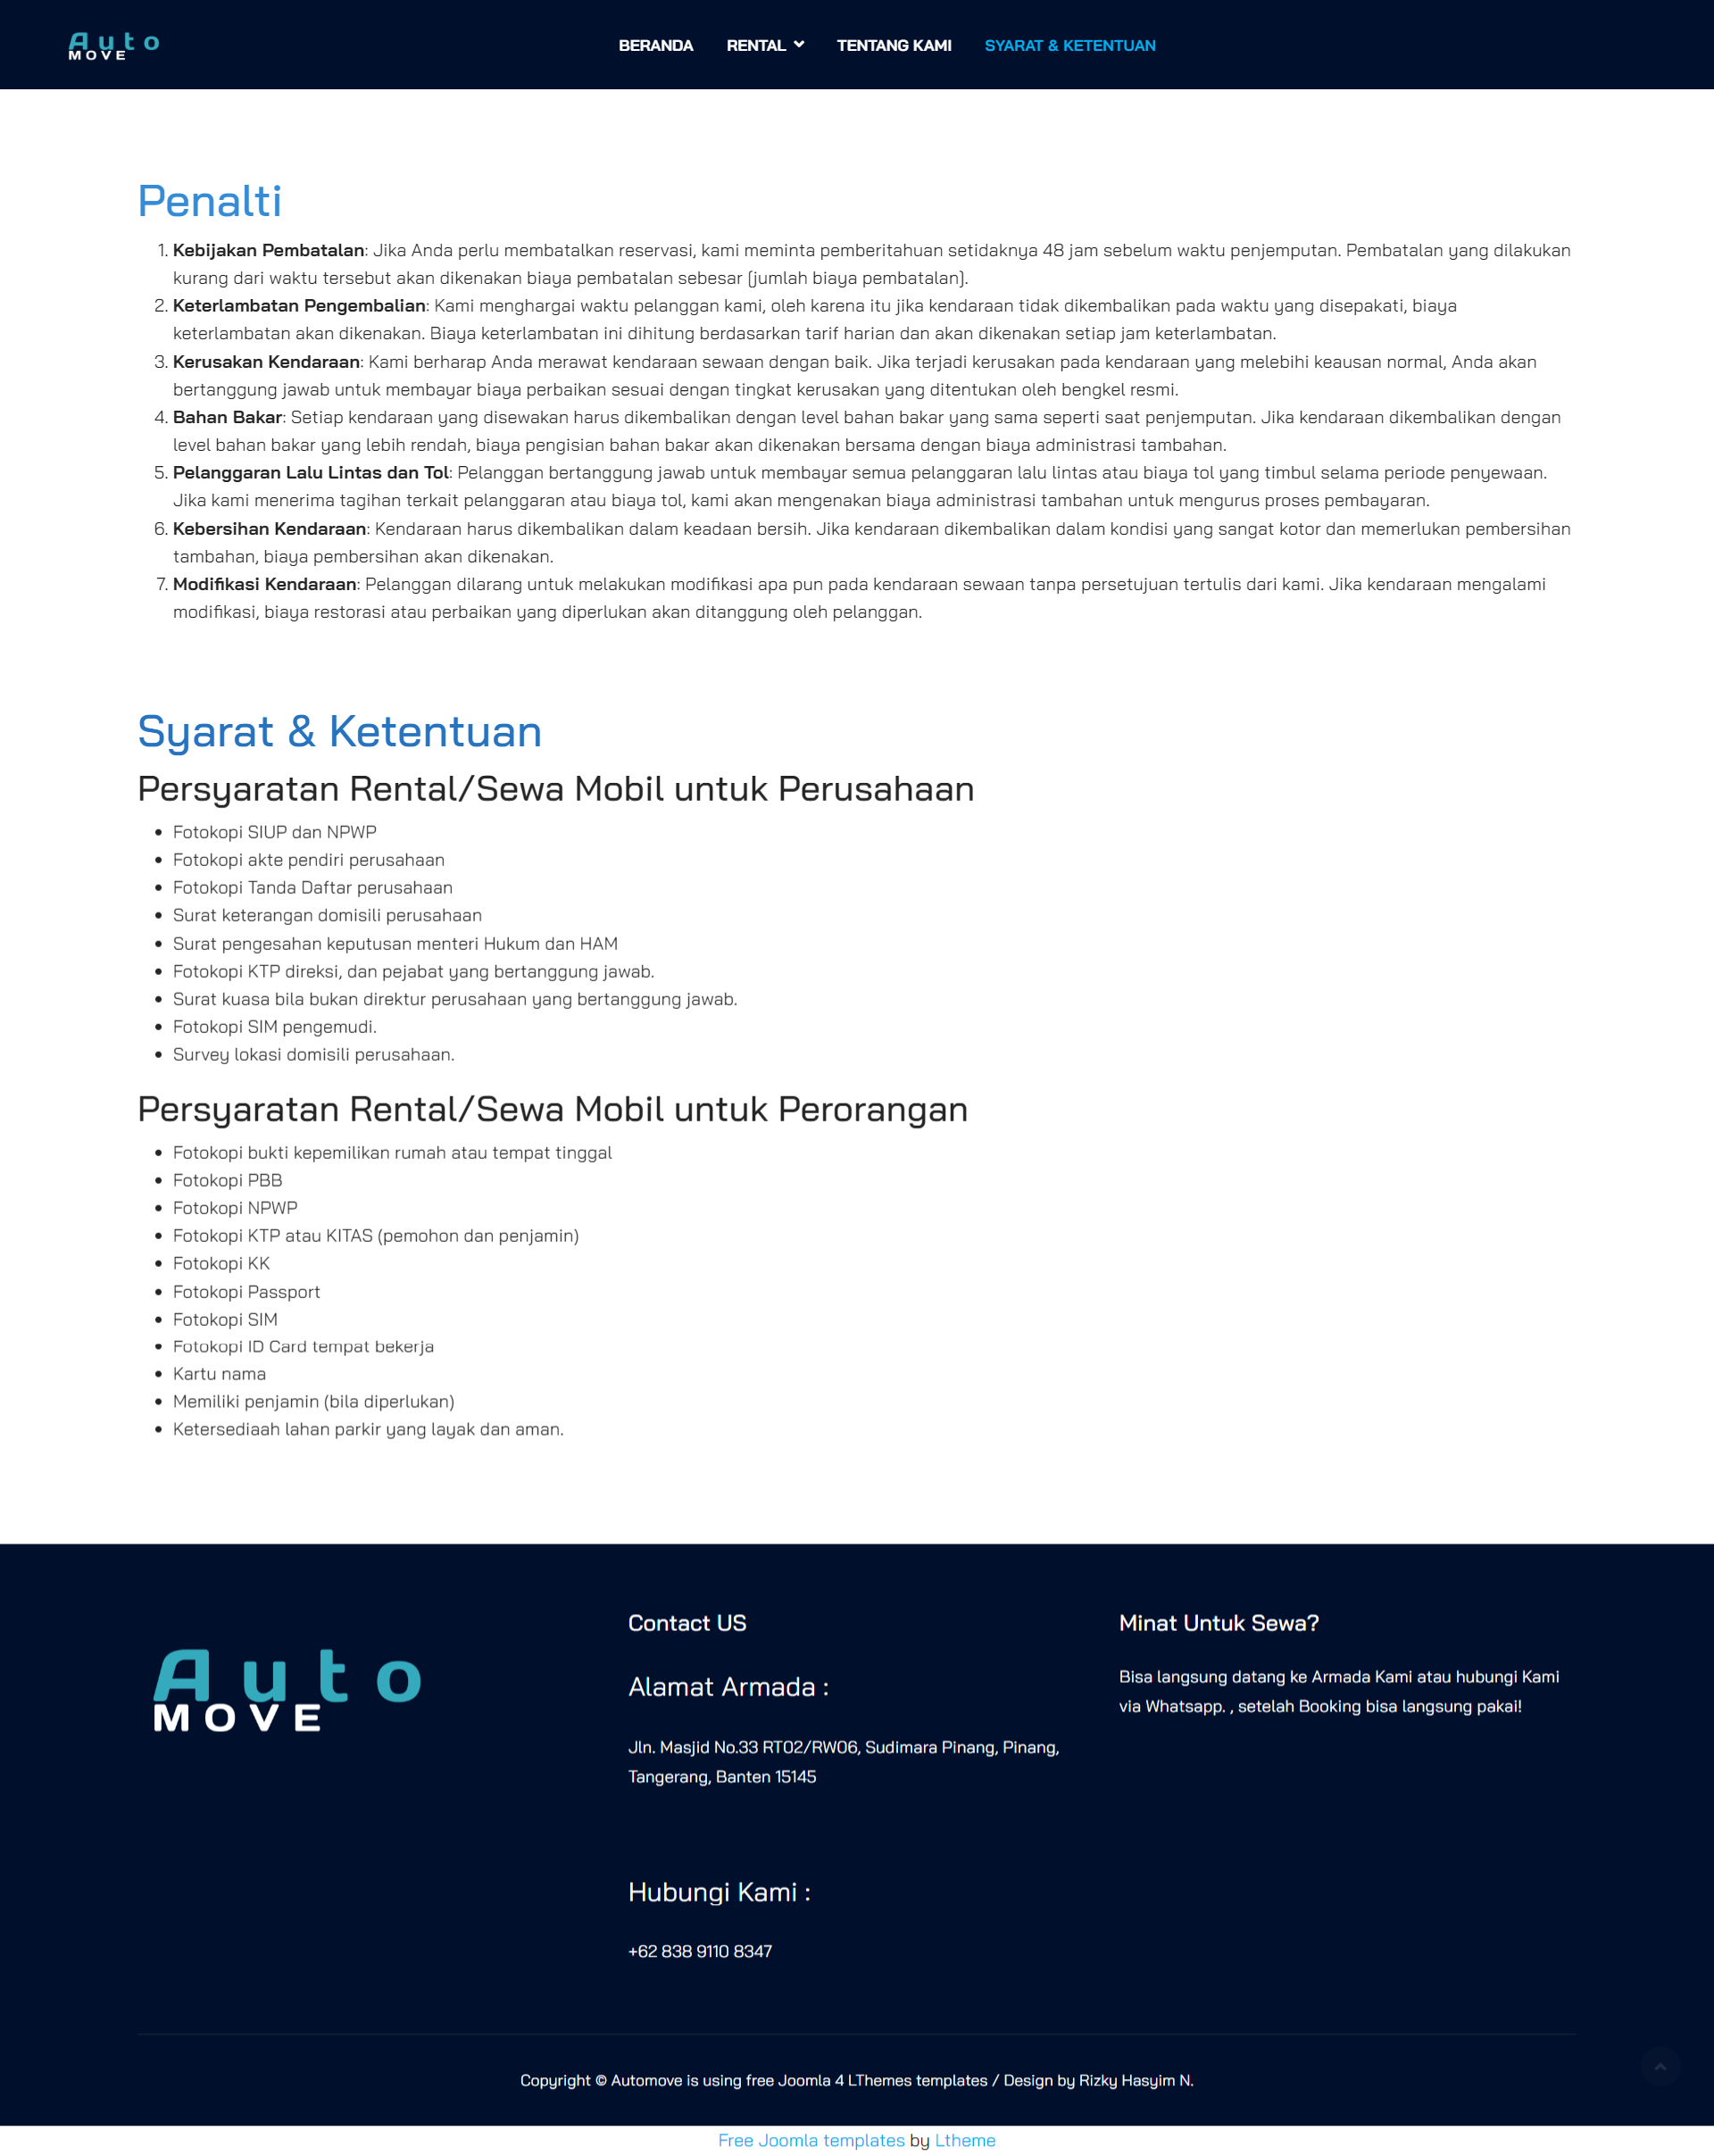 Auto
MOVE
BERANDA
RENTAL
TENTANG KAMI
SYARAT & KETENTUAN
Penalti
1. Kebijakan Pembatalan: Jika Anda perlu membatalkan reservasi, kami meminta pemberitahuan setidaknya 48 jam sebelum waktu penjemputan. Pembatalan yang dilakukan
kurang dari waktu tersebut akan dikenakan biaya pembatalan sebesar [jumlah biaya pembatalan].
2. Keterlambatan Pengembalian: Kami menghargai waktu pelanggan kami, oleh karena itu jika kendaraan tidak dikembalikan pada waktu yang disepakati, biaya
keterlambatan akan dikenakan. Biaya keterlambatan ini dihitung berdasarkan tarif harian dan akan dikenakan setiap jam keterlambatan.
3. Kerusakan Kendaraan: Kami berharap Anda merawat kendaraan sewaan dengan baik. Jika terjadi kerusakan pada kendaraan yang melebihi keausan normal, Anda akan
bertanggung jawab untuk membayar biaya perbaikan sesuai dengan tingkat kerusakan yang ditentukan oleh bengkel resmi.
4. Bahan Bakar: Setiap kendaraan yang disewakan harus dikembalikan dengan level bahan bakar yang sama seperti saat penjemputan. Jika kendaraan dikembalikan dengan
level bahan bakar yang lebih rendah, biaya pengisian bahan bakar akan dikenakan bersama dengan biaya administrasi tambahan.
5. Pelanggaran Lalu Lintas dan Tol: Pelanggan bertanggung jawab untuk membayar semua pelanggaran lalu lintas atau biaya tol yang timbul selama periode penyewaan.
Jika kami menerima tagihan terkait pelanggaran atau biaya tol, kami akan mengenakan biaya administrasi tambahan untuk mengurus proses pembayaran.
6. Kebersihan Kendaraan: Kendaraan harus dikembalikan dalam keadaan bersih. Jika kendaraan dikembalikan dalam kondisi yang sangat kotor dan memerlukan pembersihan
tambahan, biaya pembersihan akan dikenakan.
7. Modifikasi Kendaraan: Pelanggan dilarang untuk melakukan modifikasi apa pun pada kendaraan sewaan tanpa persetujuan tertulis dari kami. Jika kendaraan mengalami
modifikasi, biaya restorasi atau perbaikan yang diperlukan akan ditanggung oleh pelanggan.
Syarat & Ketentuan
Persyaratan Rental/Sewa Mobil untuk Perusahaan
• Fotokopi SIUP dan NPWP
• Fotokopi akte pendiri perusahaan
• Fotokopi Tanda Daftar perusahaan
• Surat keterangan domisili perusahaan
• Surat pengesahan keputusan menteri Hukum dan HAM
• Fotokopi KTP direksi, dan pejabat yang bertanggung jawab.
• Surat kuasa bila bukan direktur perusahaan yang bertanggung jawab.
• Fotokopi SIM pengemudi.
• Survey lokasi domisili perusahaan.
Persyaratan Rental/Sewa Mobil untuk Perorangan
• Fotokopi bukti kepemilikan rumah atau tempat tinggal
• Fotokopi PBB
• Fotokopi NPWP
• Fotokopi KTP atau KITAS (pemohon dan penjamin)
• Fotokopi KK
• Fotokopi Passport
• Fotokopi SIM
• Fotokopi ID Card tempat bekerja
• Kartu nama
• Memiliki penjamin (bila diperlukan)
• Ketersediaah lahan parkir yang layak dan aman.
Auto
MOVE
Contact US
Alamat Armada :
Jln. Masjid No.33 RT02/RW06, Sudimara Pinang, Pinang,
Tangerang, Banten 15145
Hubungi Kami :
+62 838 9110 8347
Minat Untuk Sewa?
Bisa langsung datang ke Armada Kami atau hubungi Kami
via Whatsapp. , setelah Booking bisa langsung pakai!
Copyright © Automove is using free Joomla 4 LThemes templates / Design by Rizky Hasyim N.
Free Joomla templates by Ltheme